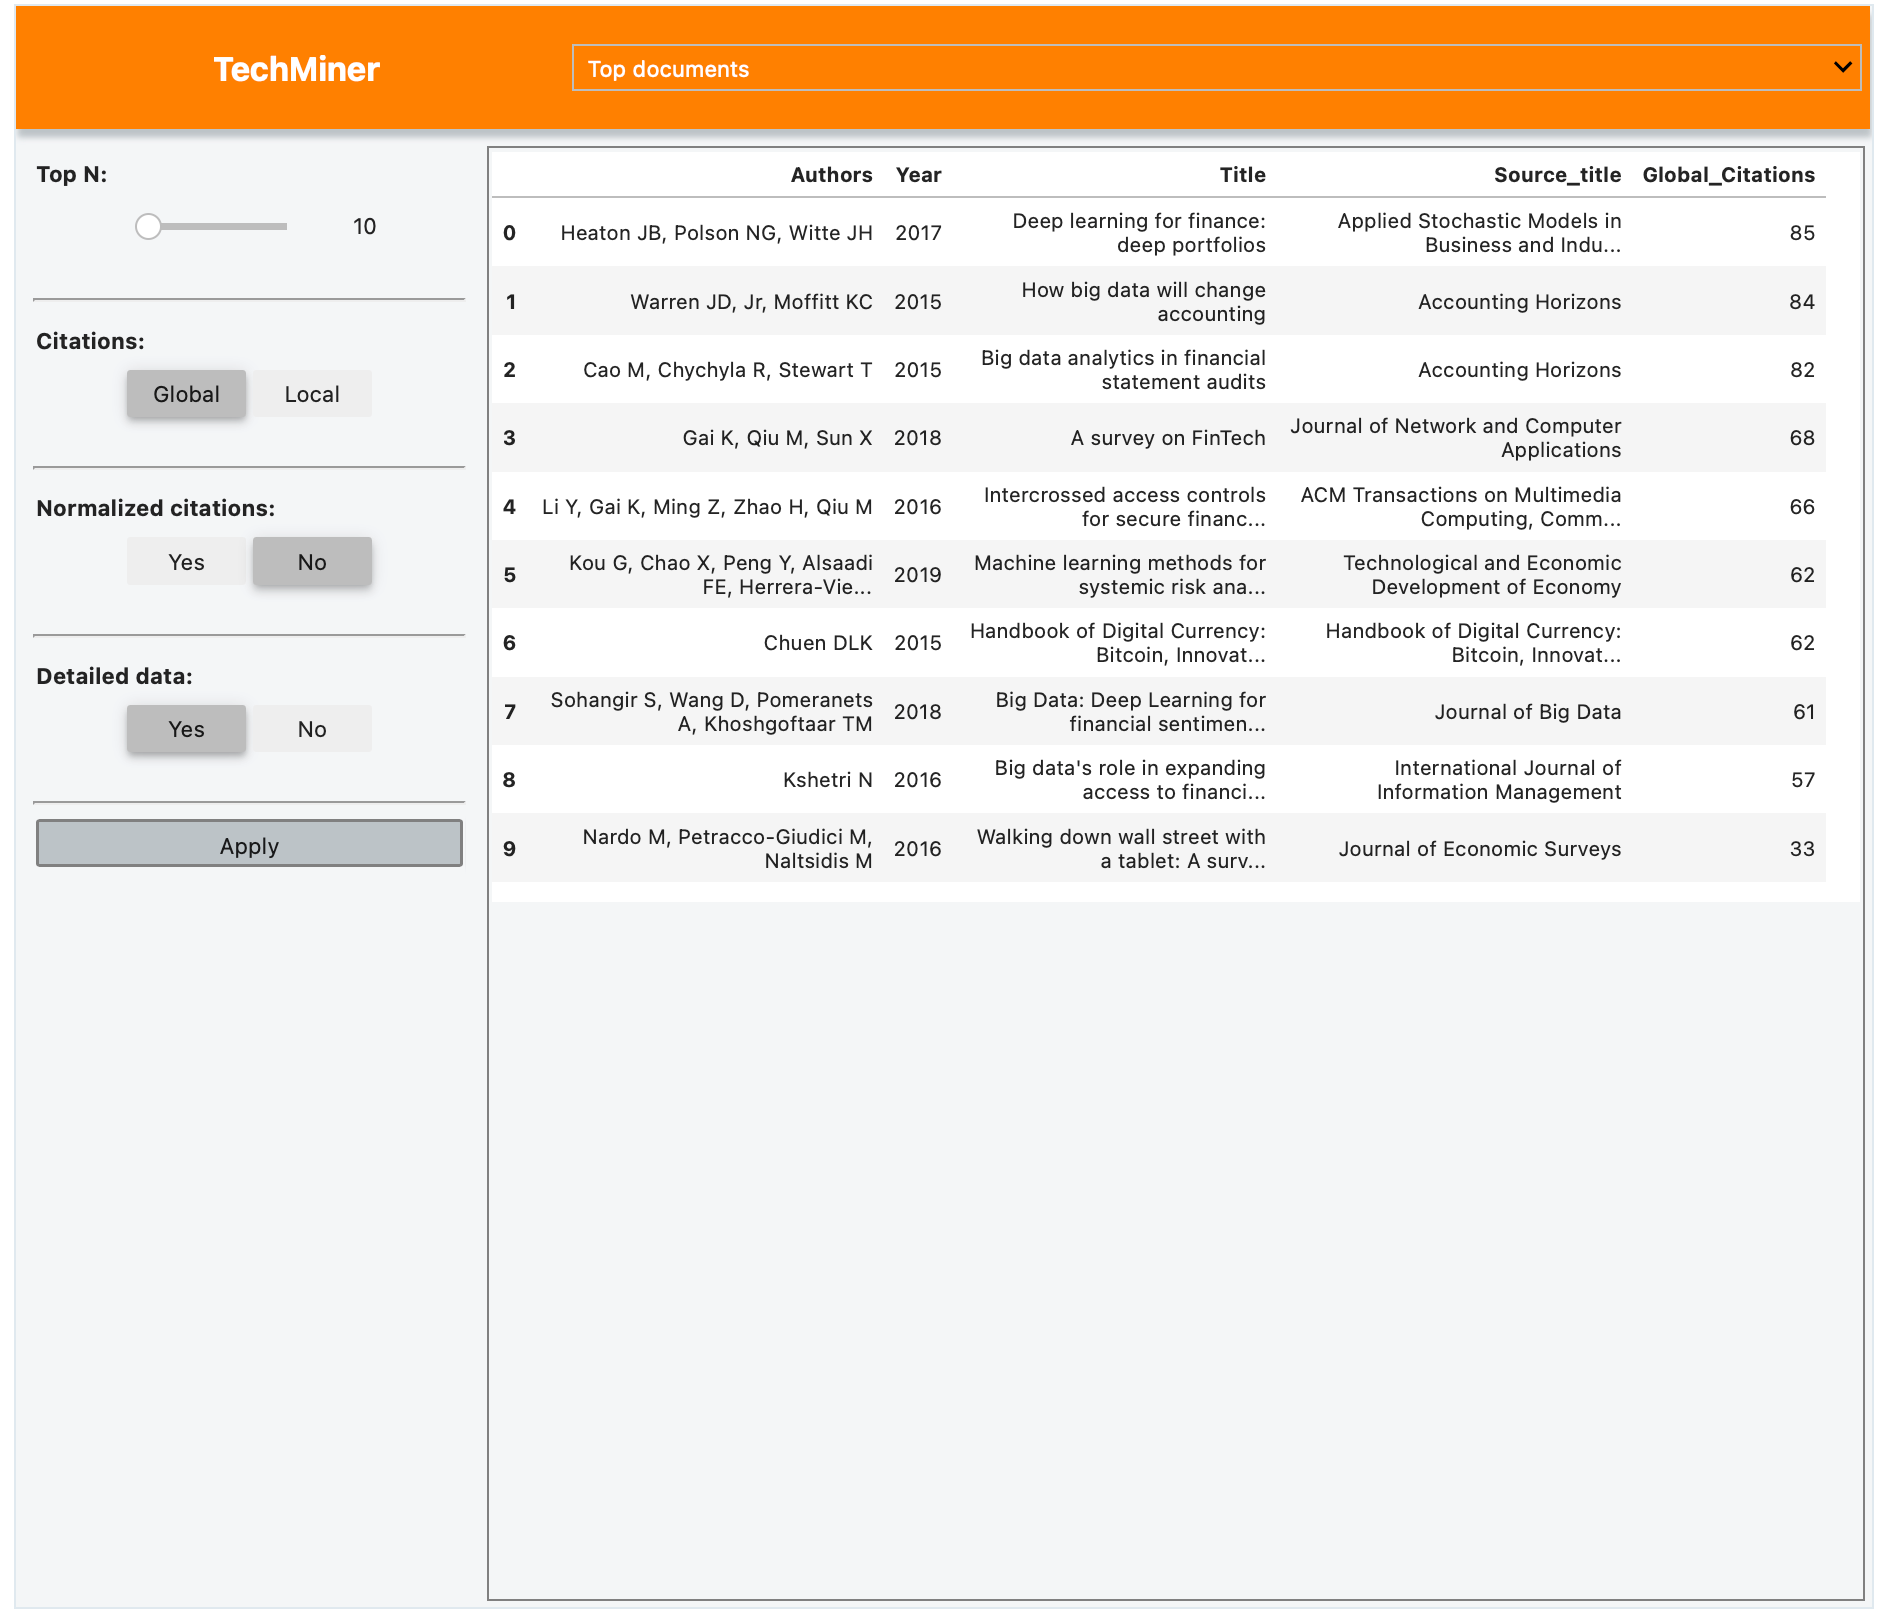 TechMiner
Top documents
Top N:
10
Citations:
Global Local
Normalized citations:
Yes No
Detailed data:
Yes No
Apply
Authors Year Title Source_title Global_Citations
0 Heaton JB, Polson NG, Witte JH 2017 Deep learning for finance: Applied Stochastic Models in 85
deep portfolios Business and Indu...
1 Warren JD, Jr, Moffitt KC 2015 How big data will change Accounting Horizons 84
accounting
2 Cao M, Chychyla R, Stewart T 2015 Big data analytics in financial Accounting Horizons 82
statement audits
3 Gai K, Qiu M, Sun X 2018 A survey on FinTech Journal of Network and Computer 68
Applications
4 Li Y, Gai K, Ming Z, Zhao H, Qiu M 2016 Intercrossed access controls ACM Transactions on Multimedia 66
for secure financ... Computing, Comm...
5 Kou G, Chao X, Peng Y, Alsaadi 2019 Machine learning methods for Technological and Economic 62
FE, Herrera-Vie... systemic risk ana... Development of Economy
6 Chuen DLK 2015 Handbook of Digital Currency: Handbook of Digital Currency: 62
Bitcoin, Innovat... Bitcoin, Innovat...
7 Sohangir S, Wang D, Pomeranets 2018 Big Data: Deep Learning for Journal of Big Data 61
A, Khoshgoftaar TM financial sentimen...
8 Kshetri N 2016 Big data's role in expanding International Journal of 57
access to financi... Information Management
9 Nardo M, Petracco-Giudici M, 2016 Walking down wall street with Journal of Economic Surveys 33
Naltsidis M a tablet: A surv...